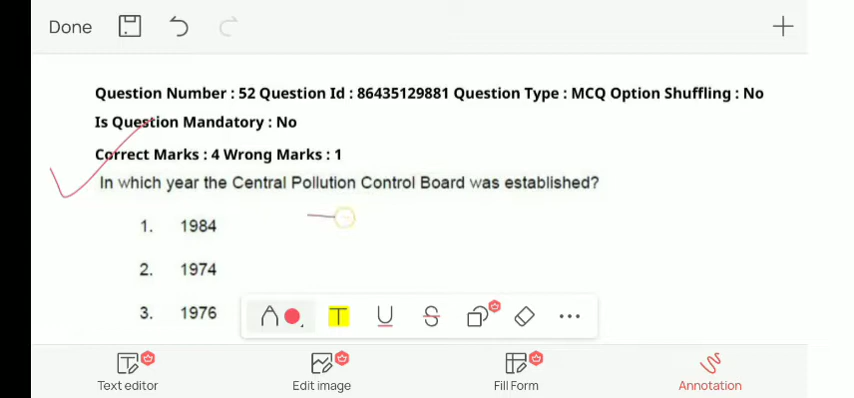 Done
Question Number : 52 Question Id : 86435129881 Question Type : MCQ Option Shuffling : No
Is Question Mandatory : No
Correct Marks : 4 Wrong Marks : 1
In which year the Central Pollution Control Board was established?
1. 1984
2. 1974
3. 1976
T U S
Text editor Edit image Fill Form Annotation